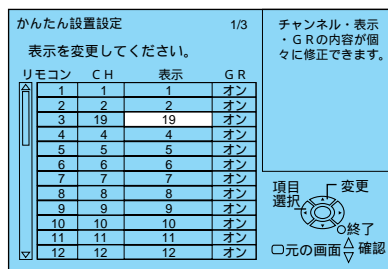 かんたん設置設定 1/3
表示を変更してください。
リモコン CH 表示 GR
1 1 1 オン
2 2 2 オン
3 19 19 オン
4 4 4 オン
5 5 5 オン
6 6 6 オン
7 7 7 オン
8 8 8 オン
9 9 9 オン
10 10 10 オン
11 11 11 オン
12 12 12 オン
チャンネル・表示
・GRの内容が個
々に修正できます。
項目
選択
変更
終了
元の画面
確認